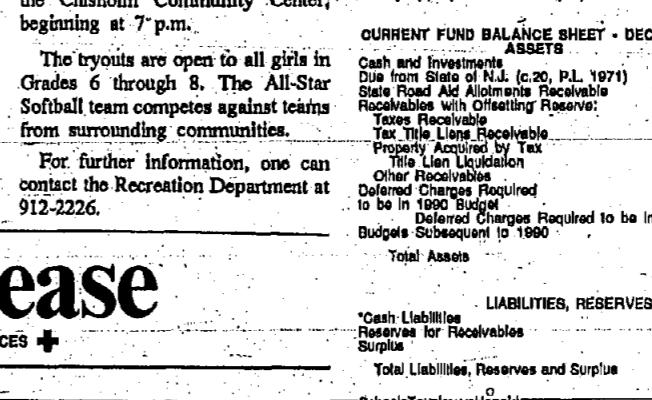 the Chisholm Community Center,
beginning at 7 p.m.
The tryouts are open to all girls in
Grades 6 through 8. The All-Star
Softball team competes against teams
from surrounding communities.
For further information, one can
contact the Recreation Department at
912-2226.
ease
CES
CURRENT FUND BALANCE SHEET - DEC
ASSETS
Cash and Investments
Due from State of N.J. (c.20, P.L. 1971)
State Road Aid Allotments Receivable
Receivables with Offsetting Reserve:
Taxes Receivable
Tax Title Liens Receivable
Property Acquired by Tax
Title Lien Liquidation
Other Receivables
Deferred Charges Required
to be in 1990 Budget
Deferred Charges Required to be in
Budgets Subsequent to 1990
Total Assets
LIABILITIES, RESERVES
*Cash Liabilities
Reserves for Receivables
Surplus
Total Liabilities, Reserves and Surplus